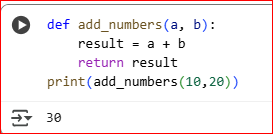 def add_numbers(a, b):
    result = a + b
    return result
print(add_numbers(10,20))
30